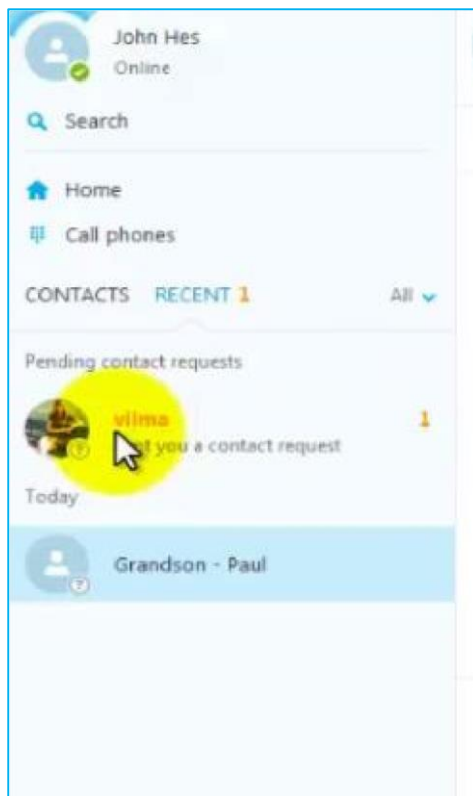 John Hes
Online
Search
Home
Call phones
CONTACTS RECENT 1 All
Pending contact requests
vilma 1
you a contact request
Today
Grandson - Paul